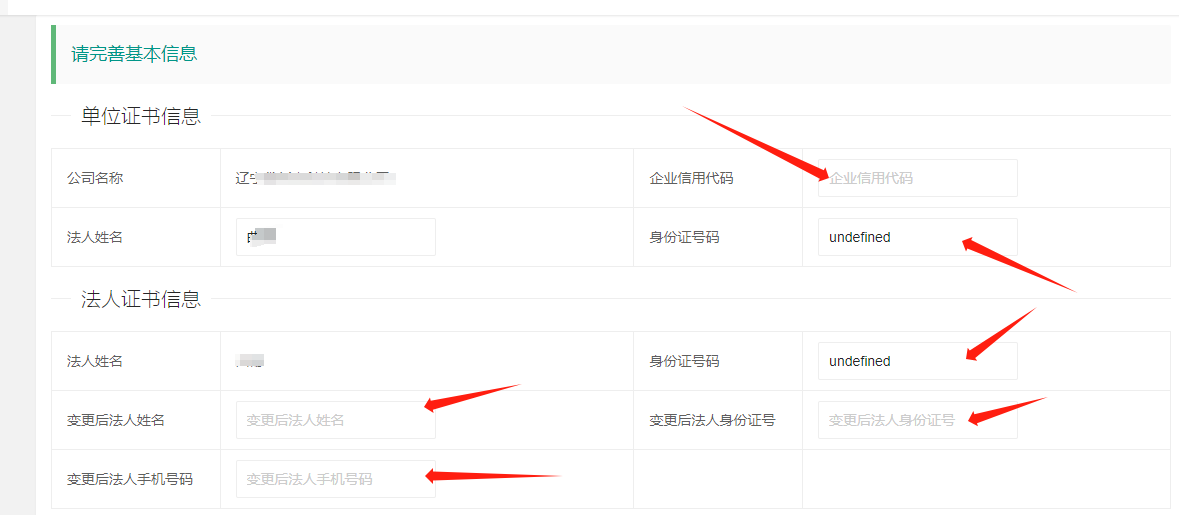 请完善基本信息
单位证书信息
公司名称 辽宁 企业信用代码 企业信用代码
法人姓名 身份证号码 undefined
法人证书信息
法人姓名 身份证号码 undefined
变更后法人姓名 变更后法人姓名 变更后法人身份证号 变更后法人身份证号
变更后法人手机号码 变更后法人手机号码